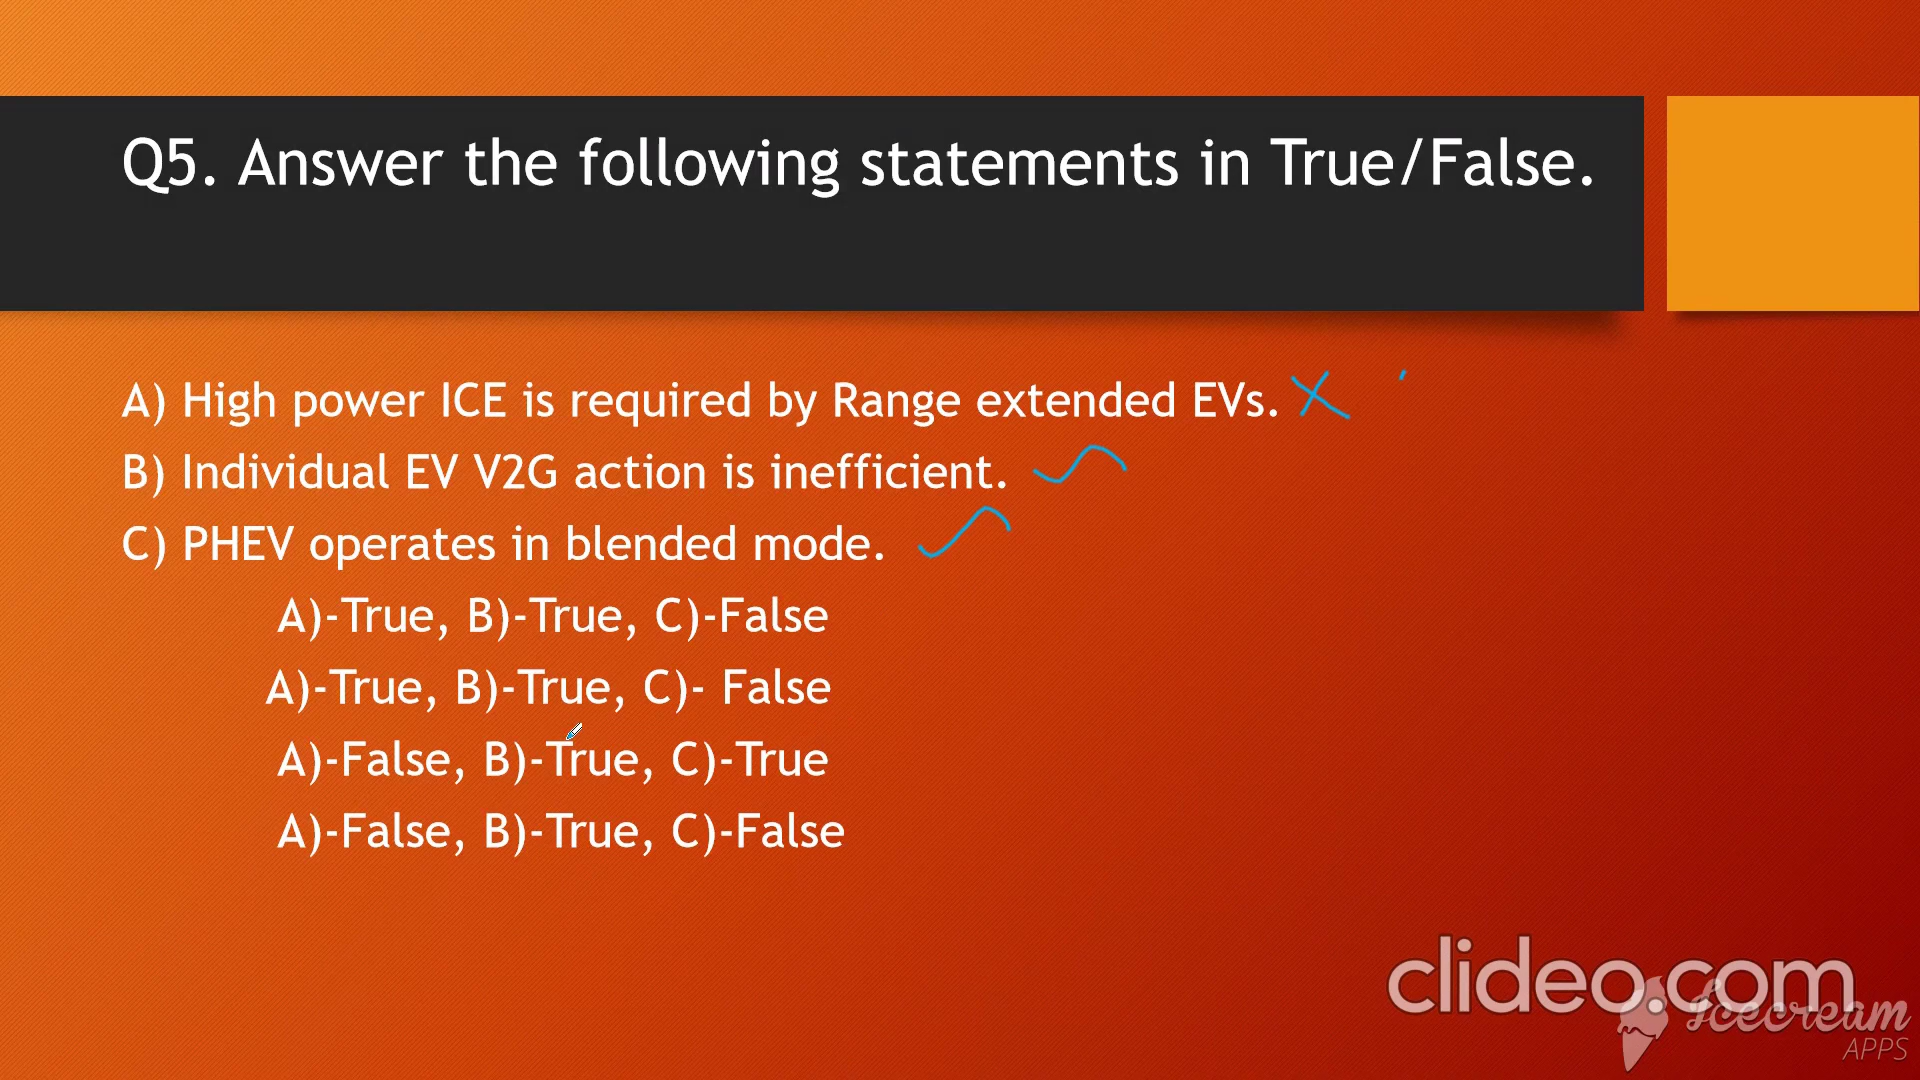 Q5. Answer the following statements in True/False.
A) High power ICE is required by Range extended EVs.
B) Individual EV V2G action is inefficient.
C) PHEV operates in blended mode.
A)-True, B)-True, C)-False
A)-True, B)-True, C)- False
A)-False, B)-True, C)-True
A)-False, B)-True, C)-False
clideo.com
Icecream
APPS